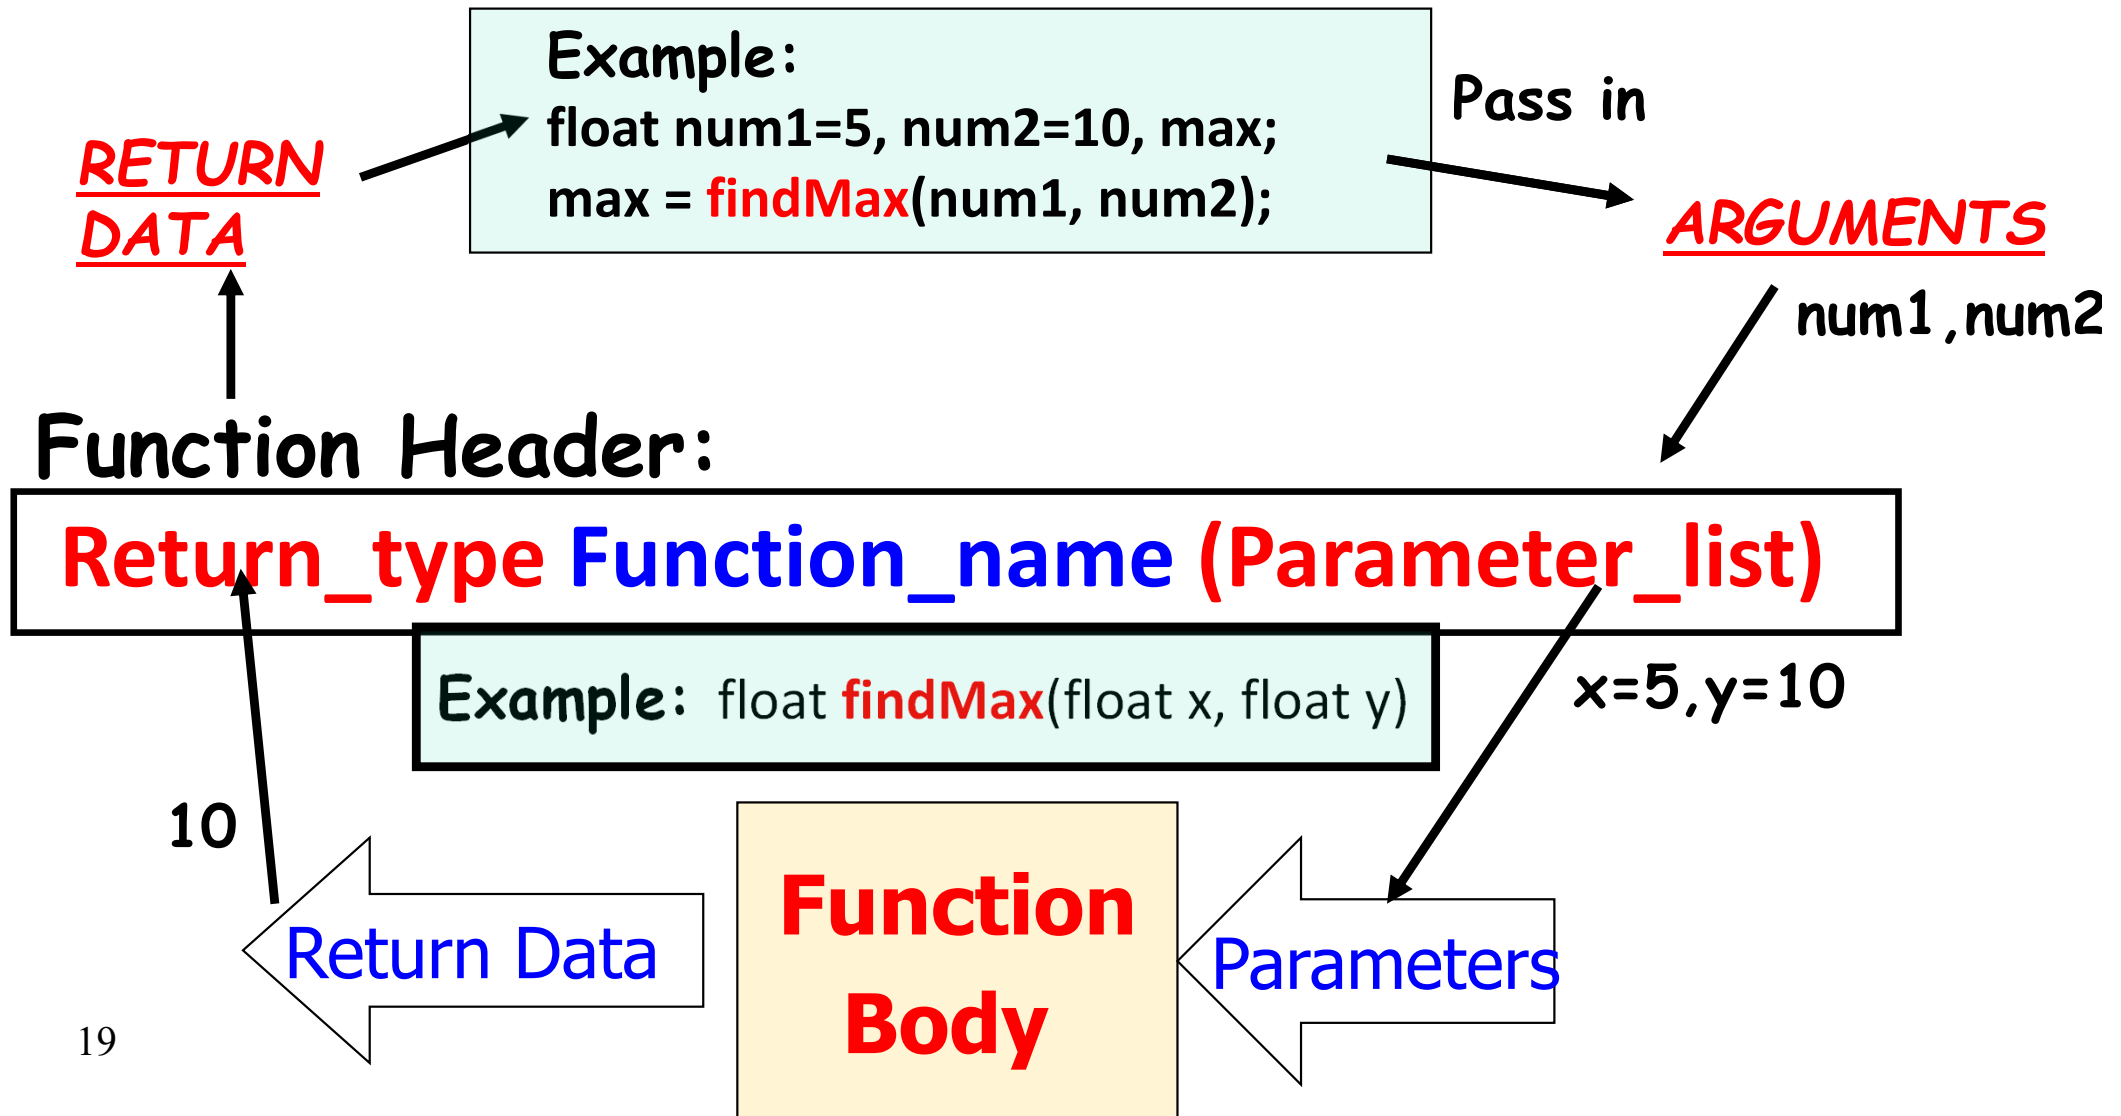 Example:
float num1=5, num2=10, max;
max = findMax(num1, num2);
Pass in
RETURN
DATA
ARGUMENTS
num1,num2
Function Header:
Return_type Function_name (Parameter_list)
Example: float findMax(float x, float y)
x=5,y=10
10
Function
Body
Return Data
Parameters
19